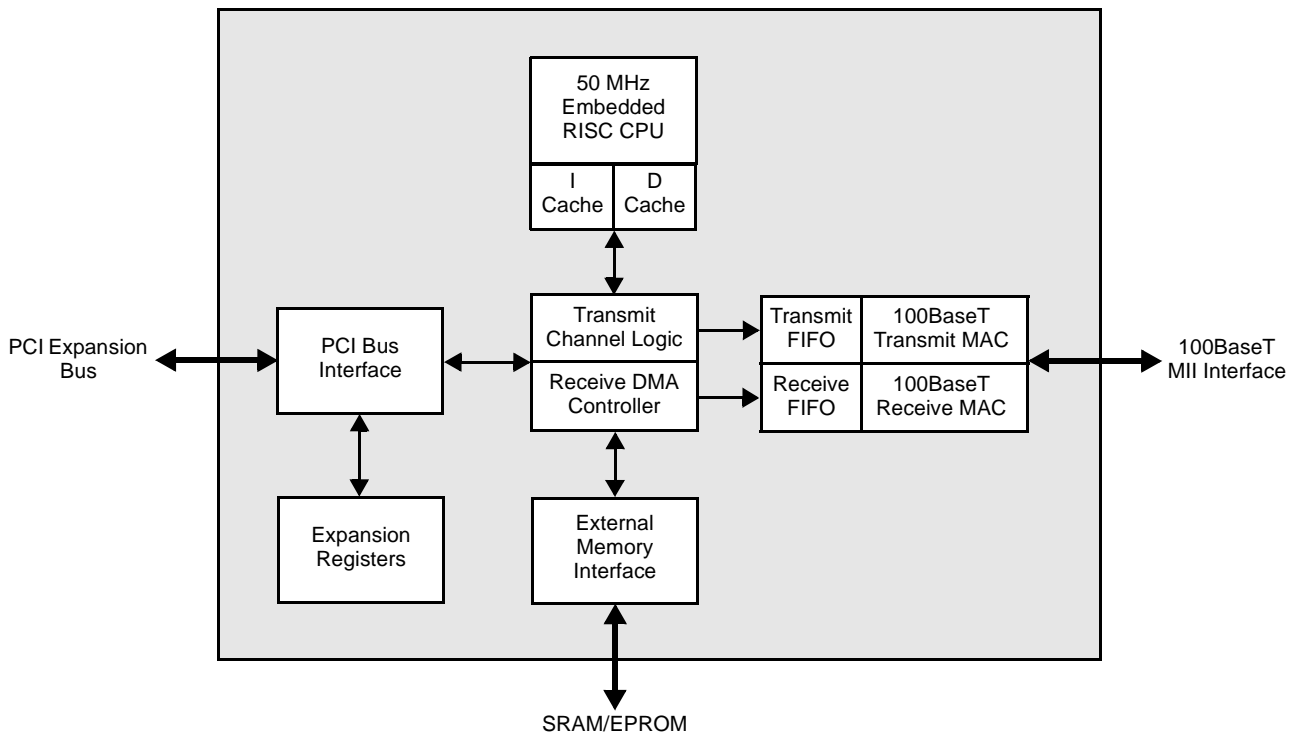 50 MHz
Embedded
RISC CPU
I
Cache
D
Cache
PCI Expansion
Bus
PCI Bus
Interface
Transmit
Channel Logic
Receive DMA
Controller
Transmit
FIFO
100BaseT
Transmit MAC
Receive
FIFO
100BaseT
Receive MAC
100BaseT
MII Interface
Expansion
Registers
External
Memory
Interface
SRAM/EPROM